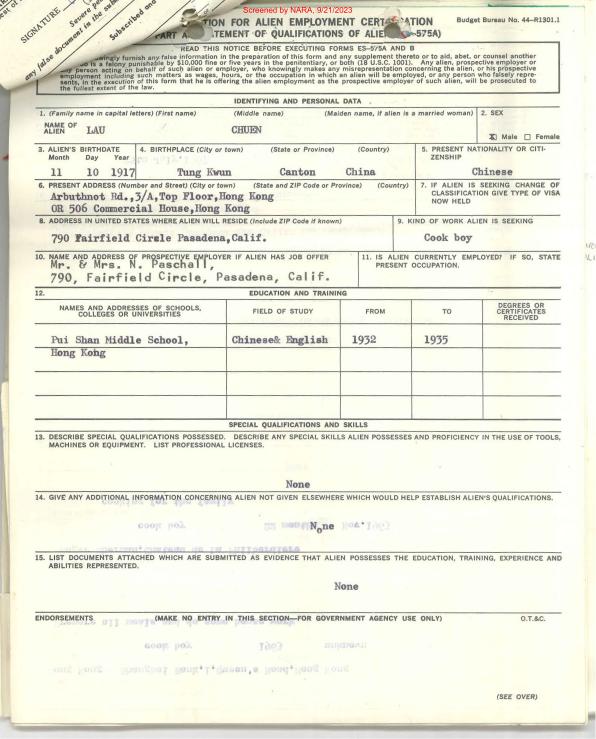 Screened by NARA, 9/21/2023
SIGNATURE
Severe pe
Subscribed and
any false document in the sum
TION FOR ALIEN EMPLOYMENT CERT CATION
Budget Bureau No. 44-R1301.1
PART A TEMENT OF QUALIFICATIONS OF ALIEN -575A)
READ THIS NOTICE BEFORE EXECUTING FORMS ES-575A AND B
wingly furnish any false information in the preparation of this form and any supplement thereto or to aid, abet, or counsel another
is a felony punishable by $10,000 fine or five years in the penitentiary, or both (18 U.S.C. 1001). Any alien, prospective employer or
person acting on behalf of such alien or employer, who knowingly makes any misrepresentation concerning the alien, or his prospective
employment including such matters as wages, hours, or the occupation in which an alien will be employed, or any person who falsely repre-
sents, in the execution of this form that he is offering the alien employment as the prospective employer of such alien, will be prosecuted to
the fullest extent of the law.
IDENTIFYING AND PERSONAL DATA
1. (Family name in capital letters) (First name) (Middle name) (Maiden name, if alien is a married woman)
2. SEX
NAME OF
ALIEN LAU CHUEN
X Male Female
3. ALIEN'S BIRTHDATE
Month Day Year
4. BIRTHPLACE (City or town) (State or Province) (Country)
5. PRESENT NATIONALITY OR CITI-
ZENSHIP
11 10 1917 Tung Kwun Canton China Chinese
6. PRESENT ADDRESS (Number and Street) (City or town) (State and ZIP Code or Province) (Country)
7. IF ALIEN IS SEEKING CHANGE OF
CLASSIFICATION GIVE TYPE OF VISA
NOW HELD
Arbuthnot Rd.,3/A,Top Floor,Hong Kong
OR 506 Commercial House,Hong Kong
8. ADDRESS IN UNITED STATES WHERE ALIEN WILL RESIDE (Include ZIP Code if known)
9. KIND OF WORK ALIEN IS SEEKING
790 Fairfield Circle Pasadena,Calif. Cook boy
10. NAME AND ADDRESS OF PROSPECTIVE EMPLOYER IF ALIEN HAS JOB OFFER
11. IS ALIEN CURRENTLY EMPLOYED? IF SO, STATE
PRESENT OCCUPATION.
Mr. & Mrs. N. Paschall,
790, Fairfield Circle, Pasadena, Calif.
12. EDUCATION AND TRAINING
NAMES AND ADDRESSES OF SCHOOLS,
COLLEGES OR UNIVERSITIES
FIELD OF STUDY
FROM
TO
DEGREES OR
CERTIFICATES
RECEIVED
Pui Shan Middle School, Chinese& English 1932 1935
Hong Kong
SPECIAL QUALIFICATIONS AND SKILLS
13. DESCRIBE SPECIAL QUALIFICATIONS POSSESSED. DESCRIBE ANY SPECIAL SKILLS ALIEN POSSESSES AND PROFICIENCY IN THE USE OF TOOLS,
MACHINES OR EQUIPMENT. LIST PROFESSIONAL LICENSES.
None
14. GIVE ANY ADDITIONAL INFORMATION CONCERNING ALIEN NOT GIVEN ELSEWHERE WHICH WOULD HELP ESTABLISH ALIEN'S QUALIFICATIONS.
None
15. LIST DOCUMENTS ATTACHED WHICH ARE SUBMITTED AS EVIDENCE THAT ALIEN POSSESSES THE EDUCATION, TRAINING, EXPERIENCE AND
ABILITIES REPRESENTED.
None
ENDORSEMENTS (MAKE NO ENTRY IN THIS SECTION—FOR GOVERNMENT AGENCY USE ONLY) O.T.&C.
(SEE OVER)